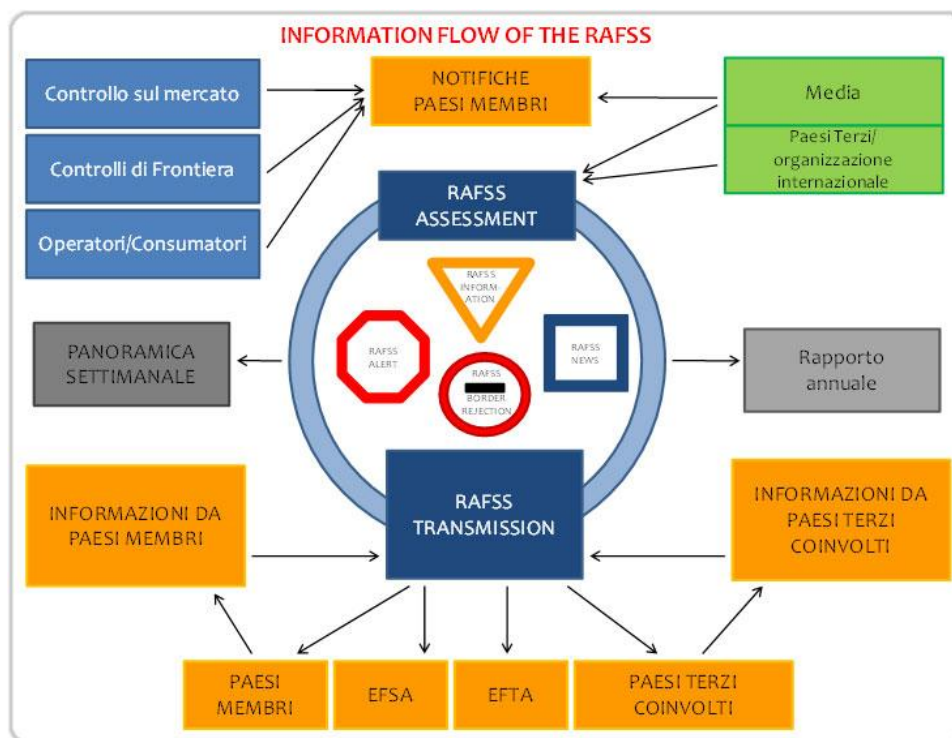 INFORMATION FLOW OF THE RAFSS
Controllo sul mercato
NOTIFICHE
PAESI MEMBRI
Media
Controlli di Frontiera
Paesi Terzi/
organizzazione
internazionale
RAFSS
ASSESSMENT
Operatori/Consumatori
RAFSS
INFORM-
ATION
PANORAMICA
SETTIMANALE
RAFSS
ALERT
RAFSS
NEWS
Rapporto
annuale
RAFSS
BORDER
REJECTION
INFORMAZIONI DA
PAESI MEMBRI
RAFSS
TRANSMISSION
INFORMAZIONI DA
PAESI TERZI
COINVOLTI
PAESI
MEMBRI
EFSA
EFTA
PAESI TERZI
COINVOLTI